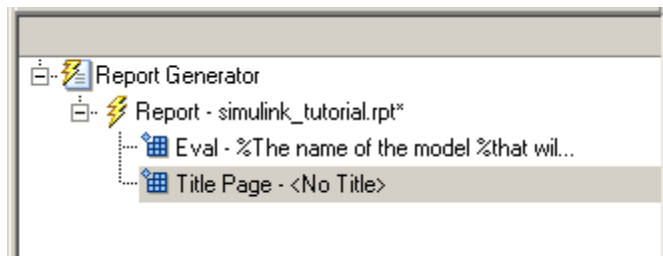 Report Generator
Report - simulink_tutorial.rpt*
Eval - %The name of the model %that wil...
Title Page - <No Title>